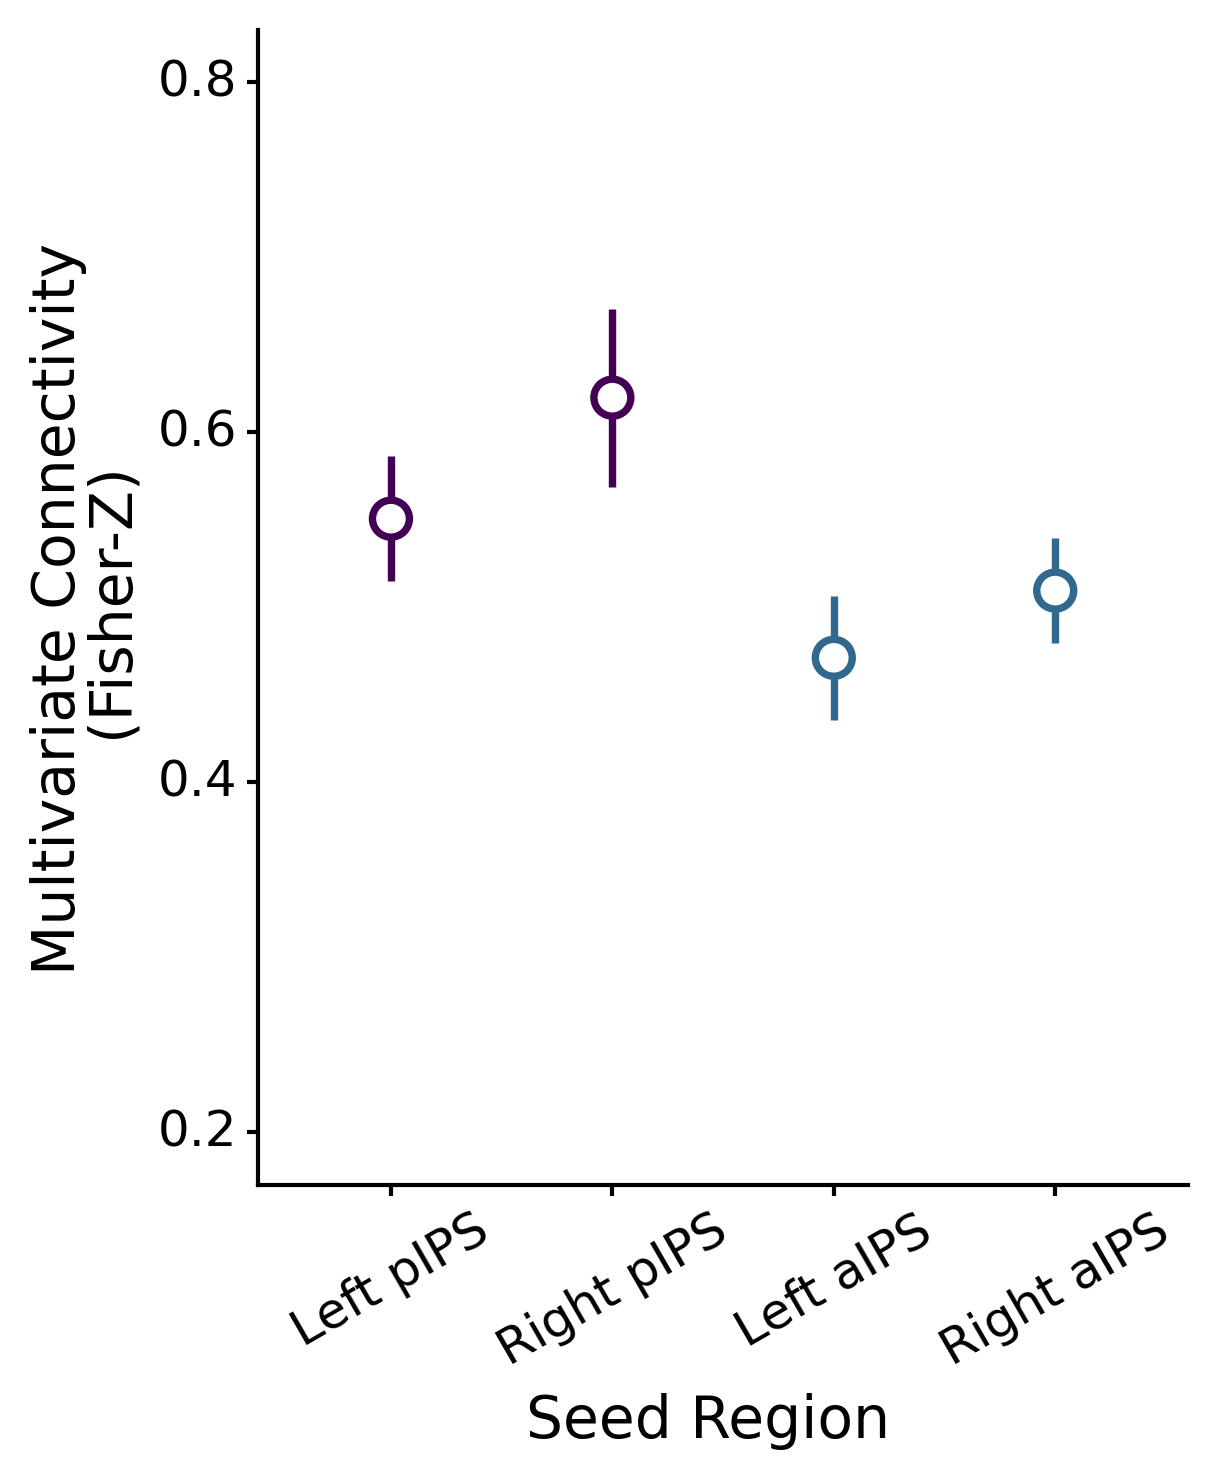 Multivariate Connectivity
(Fisher-Z)
0.8
0.6
0.4
0.2
Left pIPS
Right pIPS
Left aIPS
Right aIPS
Seed Region